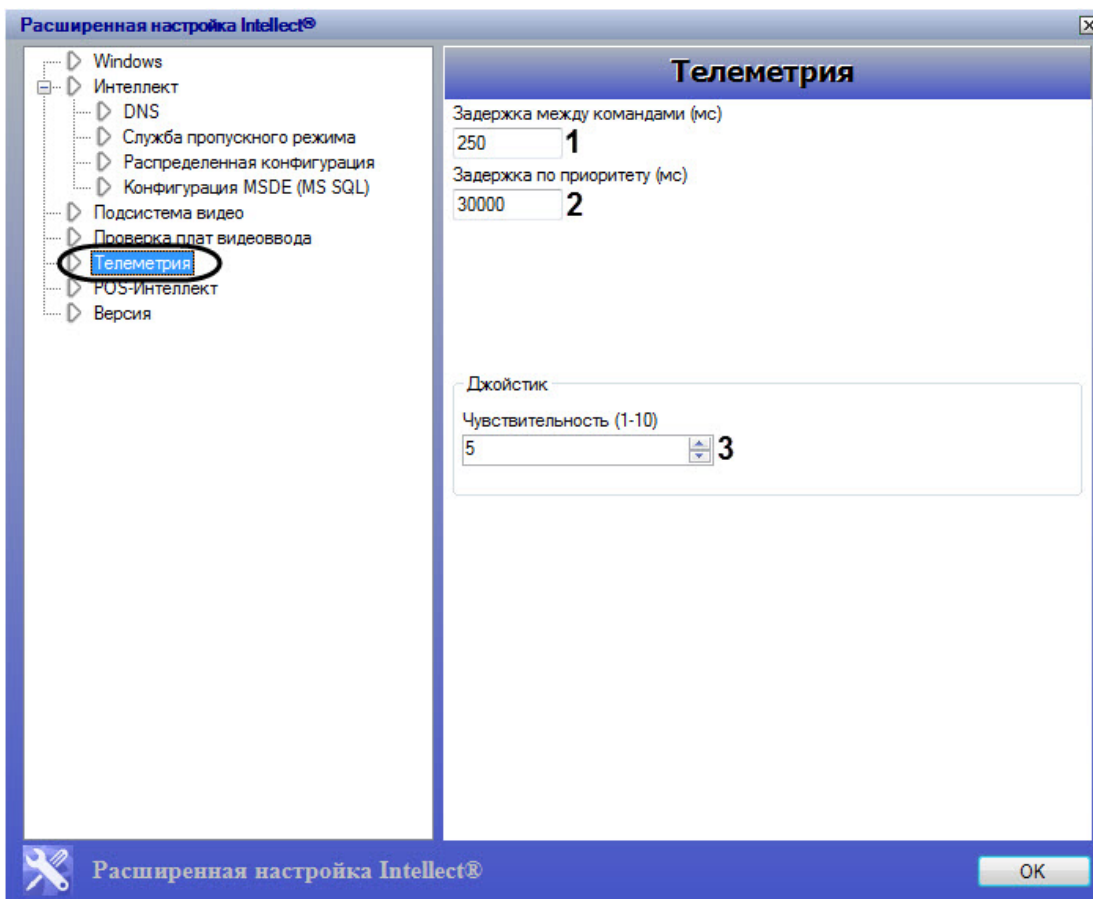 Расширенная настройка Intellect®
Windows
Интеллект
DNS
Служба пропускного режима
Распределенная конфигурация
Конфигурация MSDE (MS SQL)
Подсистема видео
Проверка плат видеоввода
Телеметрия
POS-Интеллект
Версия
Телеметрия
Задержка между командами (мс)
250 1
Задержка по приоритету (мс)
30000 2
Джойстик
Чувствительность (1-10)
5 3
Расширенная настройка Intellect®
OK